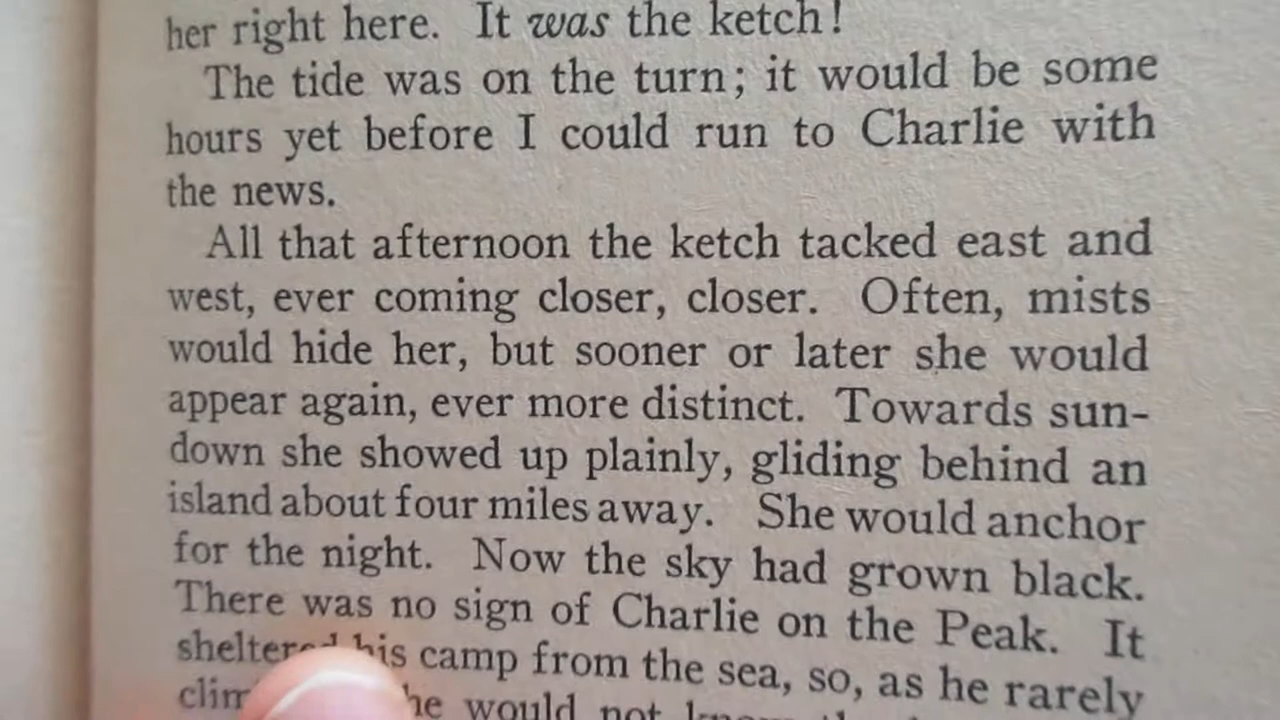 her right here. It was the ketch!
The tide was on the turn; it would be some
hours yet before I could run to Charlie with
the news.
All that afternoon the ketch tacked east and
west, ever coming closer, closer. Often, mists
would hide her, but sooner or later she would
appear again, ever more distinct. Towards sun-
down she showed up plainly, gliding behind an
island about four miles away. She would anchor
for the night. Now the sky had grown black.
There was no sign of Charlie on the Peak. It
sheltered his camp from the sea, so, as he rarely
he would not know